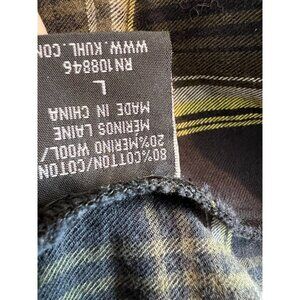 80%COTTON/COTON
20%MERINO WOOL/
MERINOS LAINE
MADE IN CHINA
L
RN108846
WWW.KUHL.COM